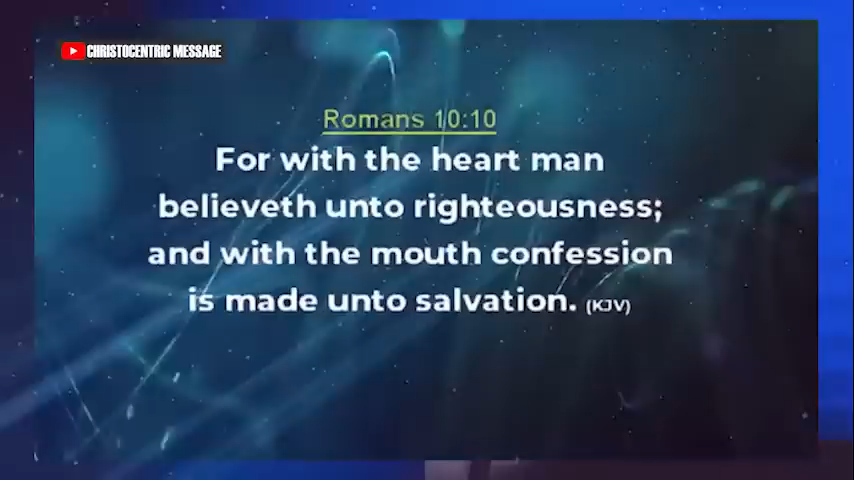 CHRISTOCENTRIC MESSAGE
Romans 10:10
For with the heart man
believeth unto righteousness;
and with the mouth confession
is made unto salvation. (KJV)